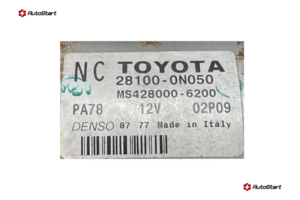 AutoStart
NC TOYOTA
28100-0N050
MS428000-6200
PA78 12V 02P09
DENSO 87 77 Made in Italy
AutoStart